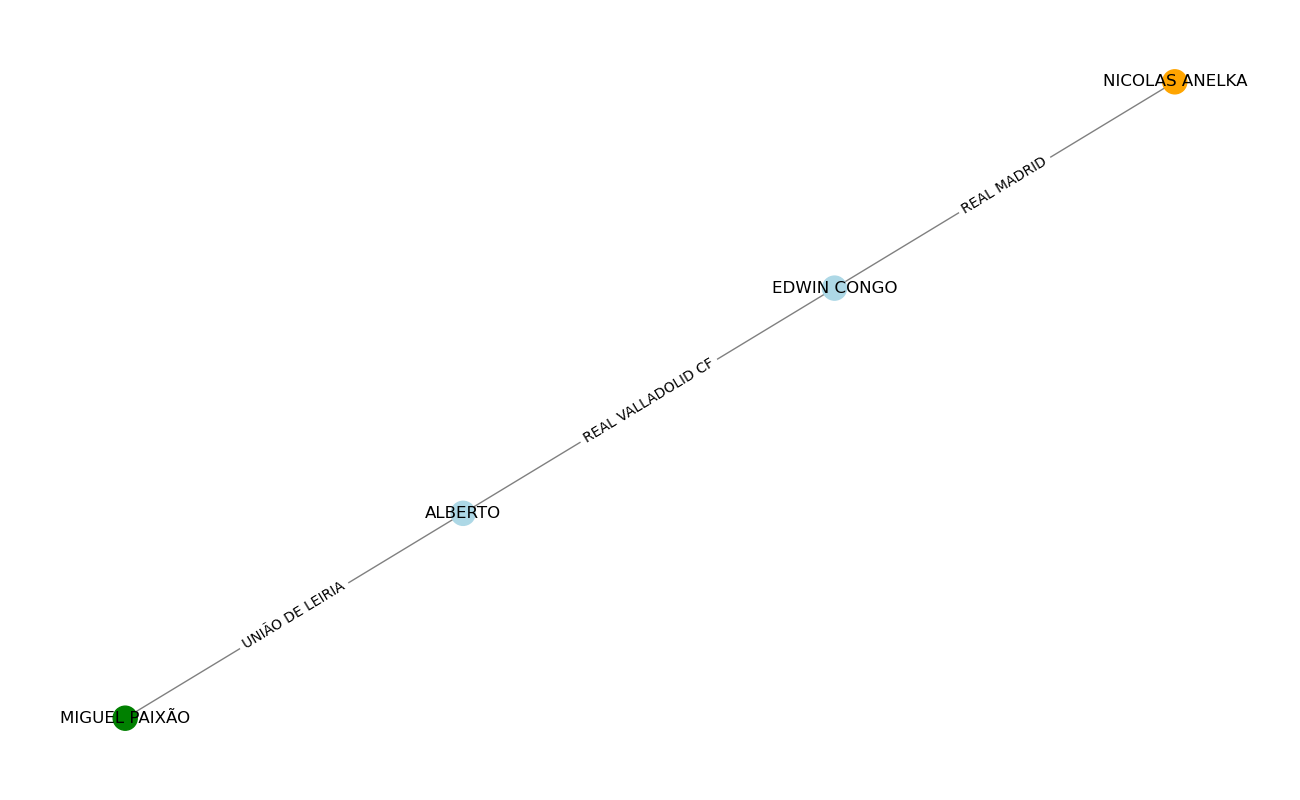 NICOLAS ANELKA
REAL MADRID
EDWIN CONGO
REAL VALLADOLID CF
ALBERTO
UNIÃO DE LEIRIA
MIGUEL PAIXÃO